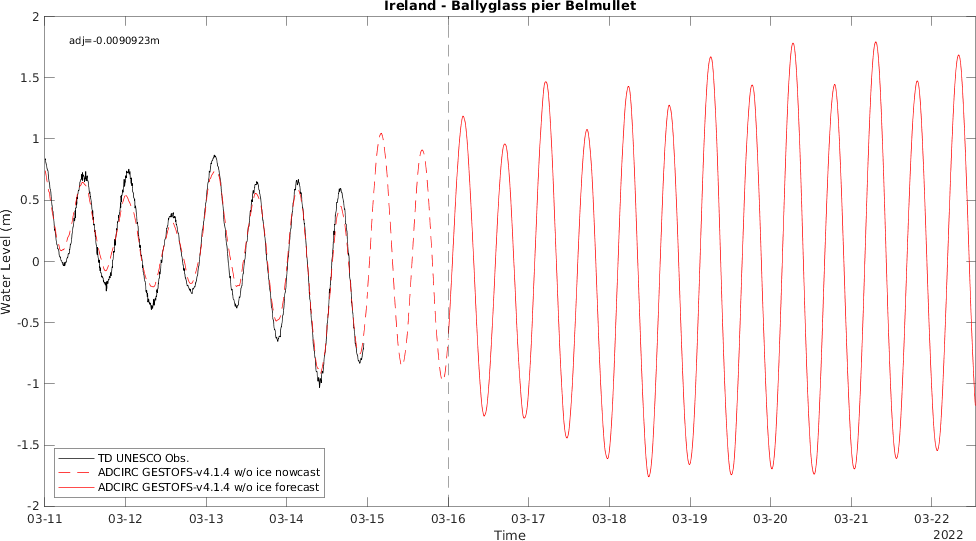 Ireland - Ballyglass pier Belmullet
adj=-0.0090923m
2
1.5
1
0.5
0
-0.5
-1
-1.5
-2
Water Level (m)
TD UNESCO Obs.
ADCIRC GESTOFS-v4.1.4 w/o ice nowcast
ADCIRC GESTOFS-v4.1.4 w/o ice forecast
03-11 03-12 03-13 03-14 03-15 03-16 03-17 03-18 03-19 03-20 03-21 03-22
Time
2022